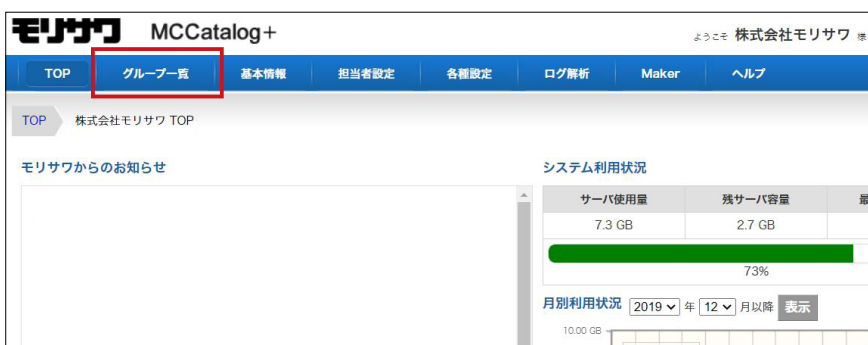 モリサワ MCCatalog+
ようこそ 株式会社モリサワ 様
TOP グループ一覧 基本情報 担当者設定 各種設定 ログ解析 Maker ヘルプ
TOP 株式会社モリサワ TOP
モリサワからのお知らせ
システム利用状況
サーバ使用量 残サーバ容量 最
7.3 GB 2.7 GB
73%
月別利用状況 2019 年 12 月以降 表示
10.00 GB